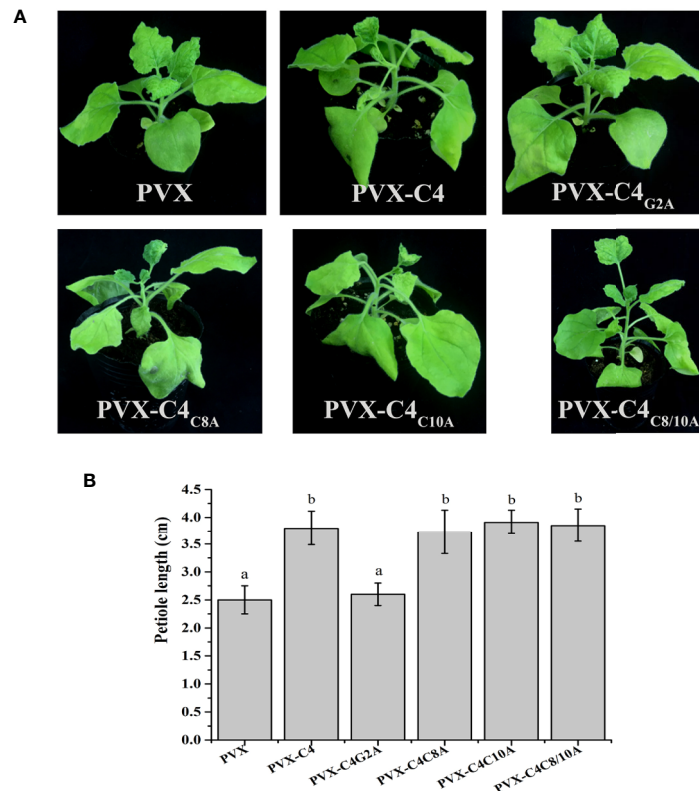 A
PVX
PVX-C4
PVX-C4G2A
PVX-C4C8A
PVX-C4C10A
PVX-C4C8/10A
B
4.5
4.0
3.5
3.0
2.5
2.0
1.5
1.0
0.5
0.0
Petiole length (cm)
a
b
a
b
b
b
PVX
PVX-C4
PVX-C4G2A
PVX-C4C8A
PVX-C4C10A
PVX-C4C8/10A